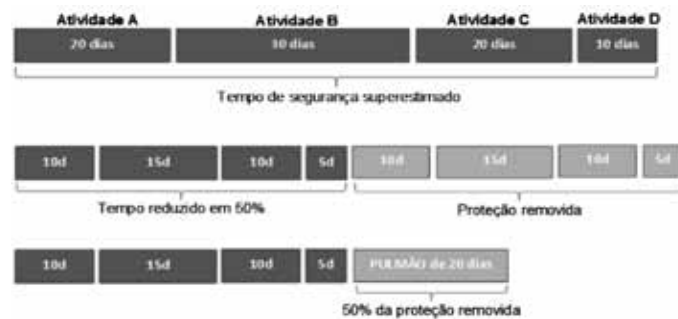 Atividade A Atividade B Atividade C Atividade D
20 dias 30 dias 20 dias 10 dias
Tempo de segurança superestimado
10d 15d 10d 5d 10d 15d 10d 5d
Tempo reduzido em 50% Proteção removida
10d 15d 10d 5d PULMÃO de 20 dias
50% da proteção removida